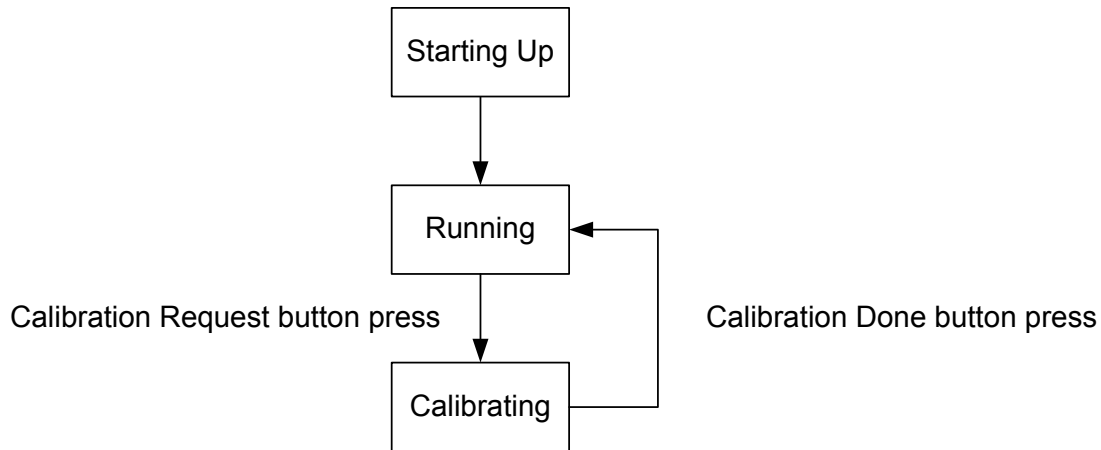 Starting Up
Running
Calibration Request button press
Calibration Done button press
Calibrating